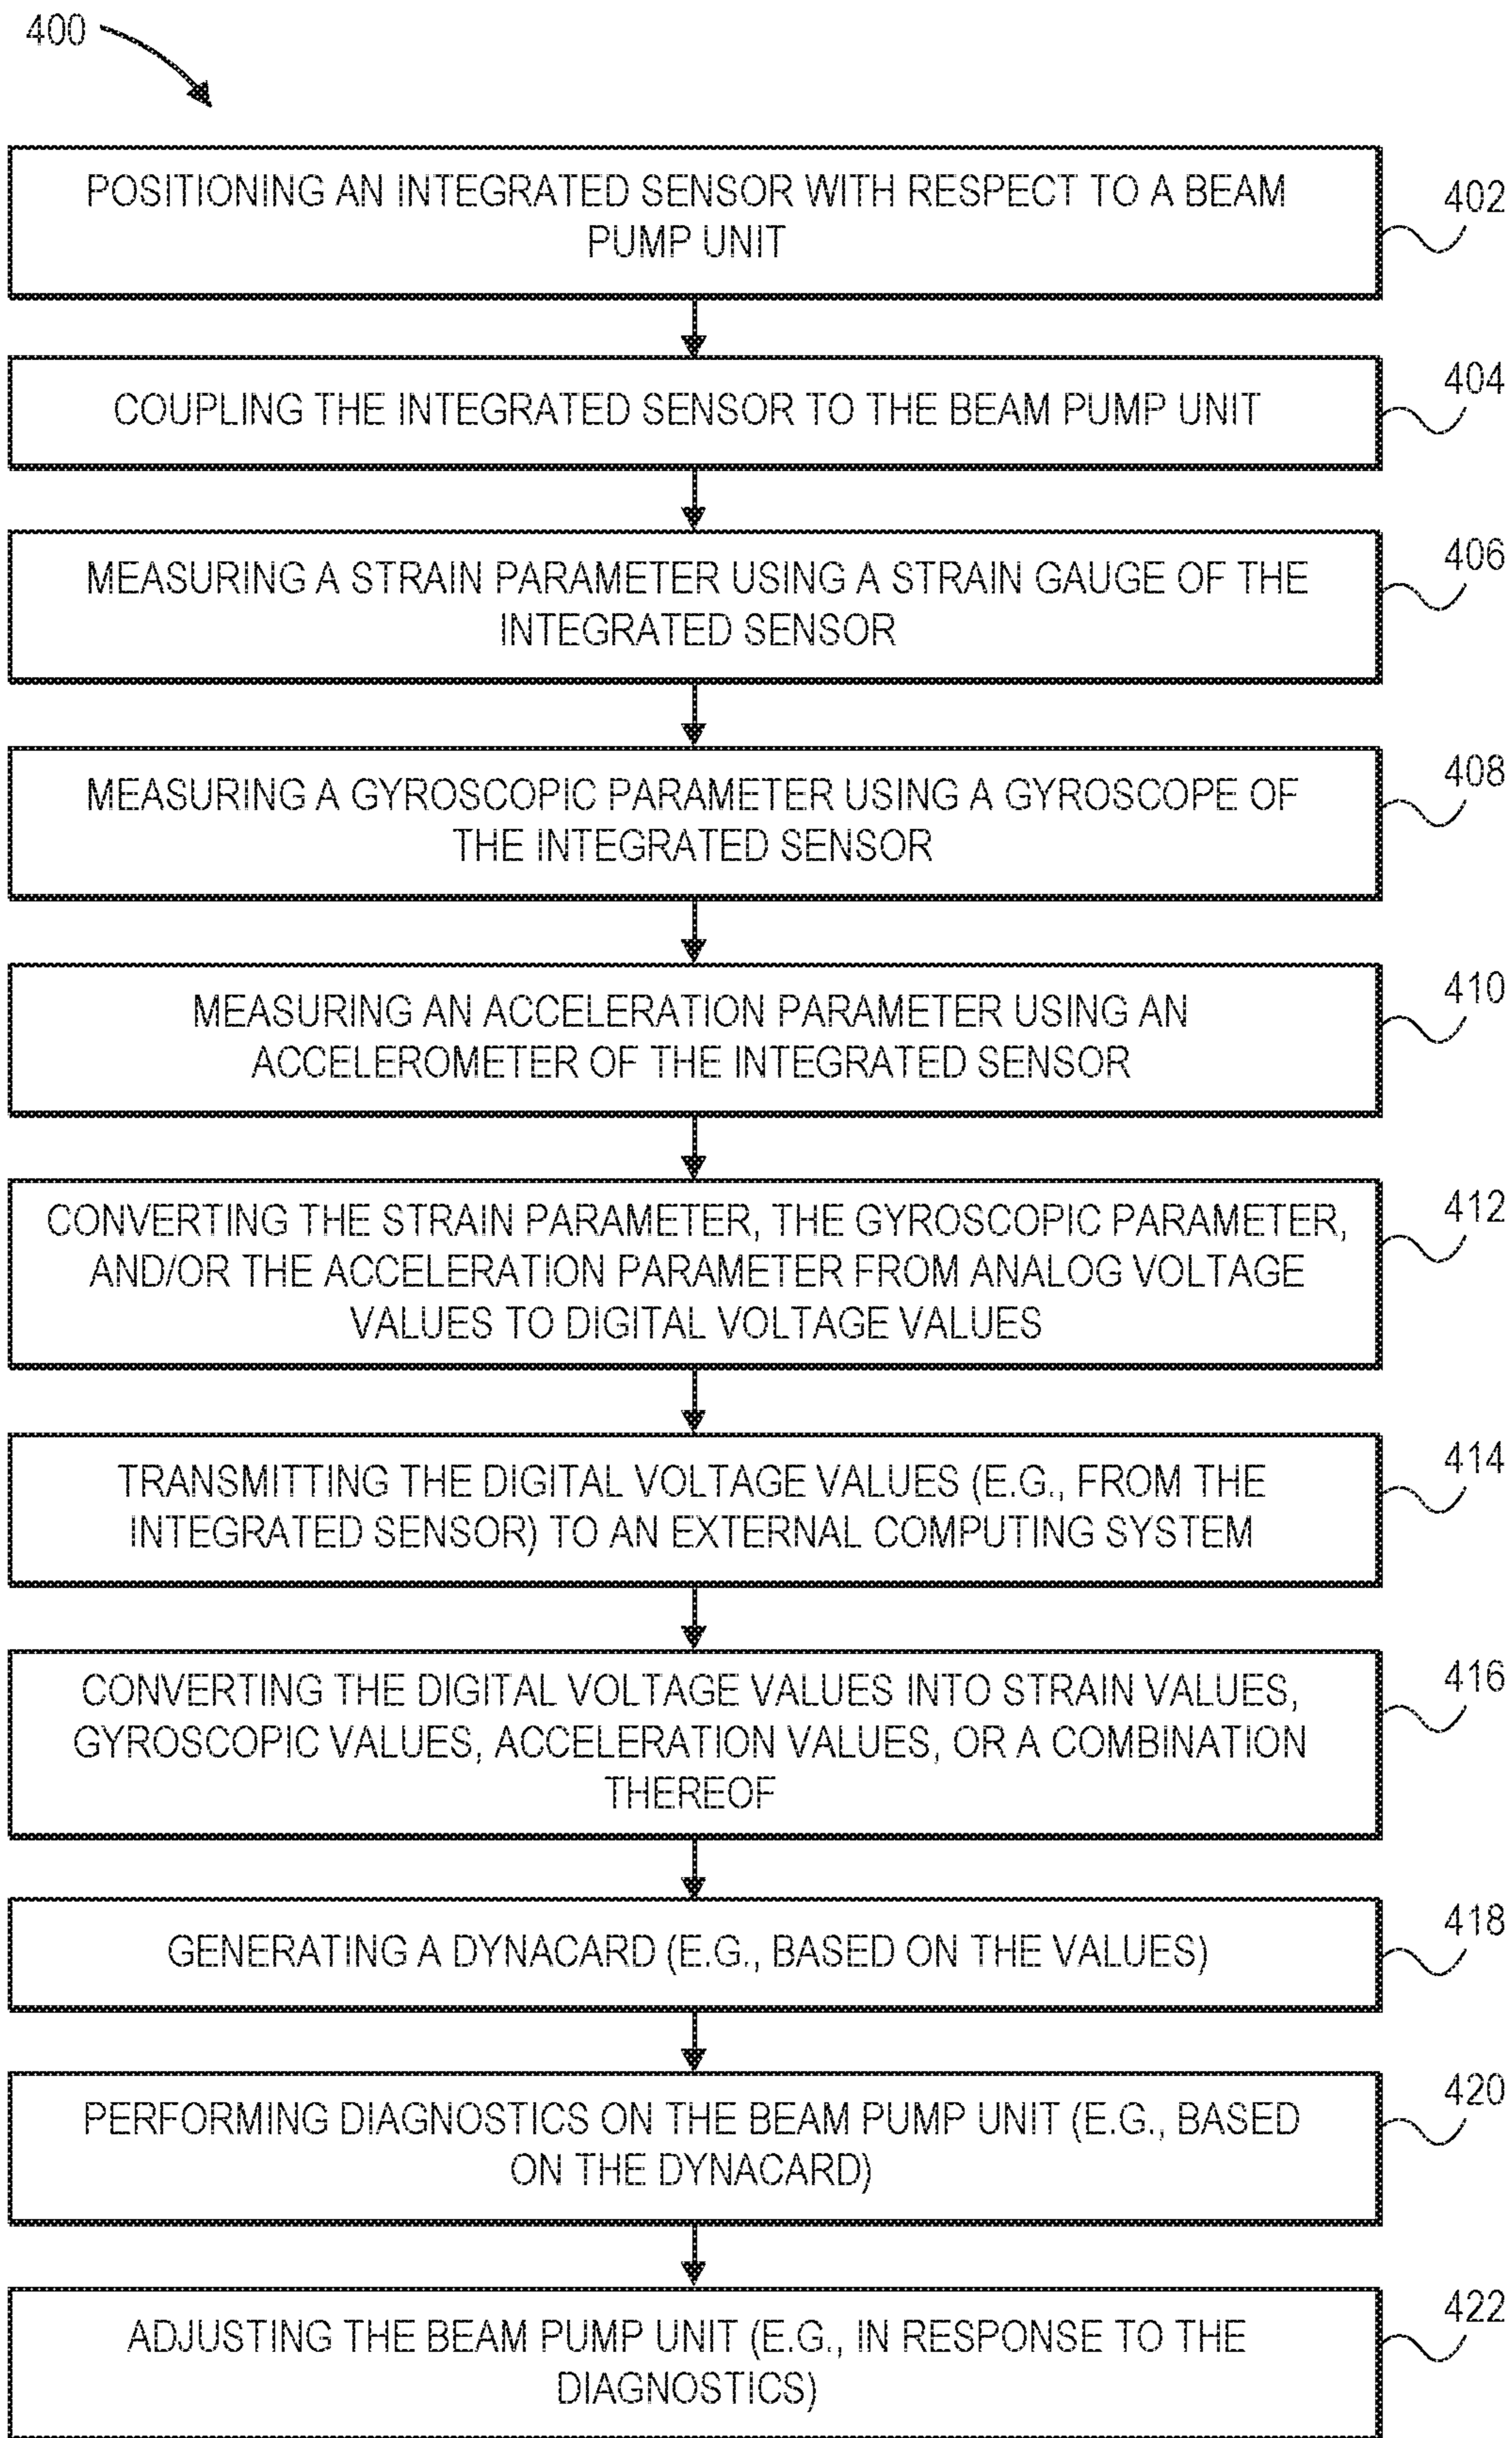 400
POSITIONING AN INTEGRATED SENSOR WITH RESPECT TO A BEAM
PUMP UNIT
402
COUPLING THE INTEGRATED SENSOR TO THE BEAM PUMP UNIT
404
MEASURING A STRAIN PARAMETER USING A STRAIN GAUGE OF THE
INTEGRATED SENSOR
406
MEASURING A GYROSCOPIC PARAMETER USING A GYROSCOPE OF
THE INTEGRATED SENSOR
408
MEASURING AN ACCELERATION PARAMETER USING AN
ACCELEROMETER OF THE INTEGRATED SENSOR
410
CONVERTING THE STRAIN PARAMETER, THE GYROSCOPIC PARAMETER,
AND/OR THE ACCELERATION PARAMETER FROM ANALOG VOLTAGE
VALUES TO DIGITAL VOLTAGE VALUES
412
TRANSMITTING THE DIGITAL VOLTAGE VALUES (E.G., FROM THE
INTEGRATED SENSOR) TO AN EXTERNAL COMPUTING SYSTEM
414
CONVERTING THE DIGITAL VOLTAGE VALUES INTO STRAIN VALUES,
GYROSCOPIC VALUES, ACCELERATION VALUES, OR A COMBINATION
THEREOF
416
GENERATING A DYNACARD (E.G., BASED ON THE VALUES)
418
PERFORMING DIAGNOSTICS ON THE BEAM PUMP UNIT (E.G., BASED
ON THE DYNACARD)
420
ADJUSTING THE BEAM PUMP UNIT (E.G., IN RESPONSE TO THE
DIAGNOSTICS)
422